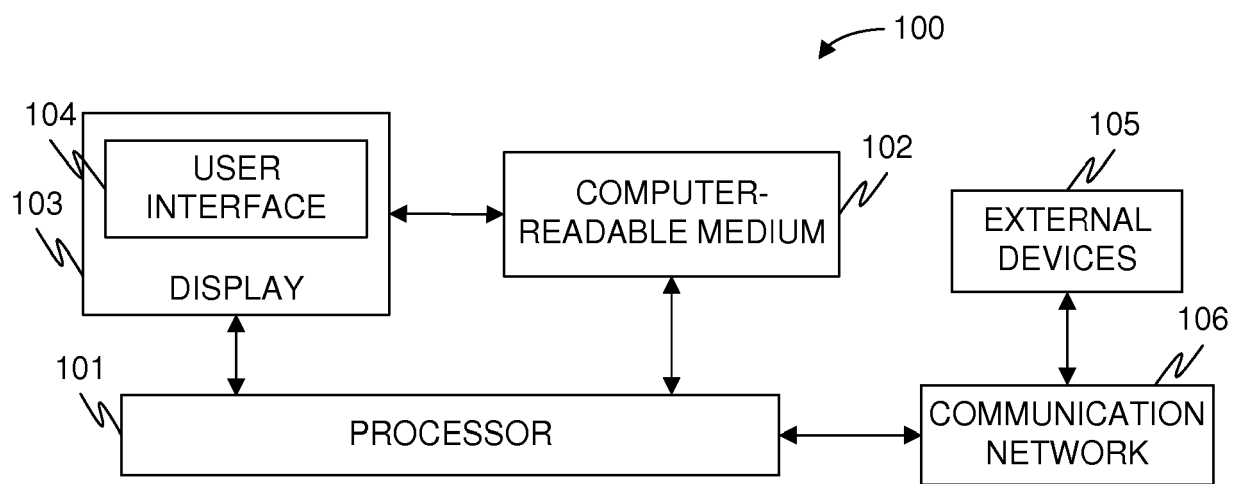 100
104
USER
INTERFACE
103
DISPLAY
COMPUTER-
READABLE MEDIUM
102
105
EXTERNAL
DEVICES
101
PROCESSOR
106
COMMUNICATION
NETWORK